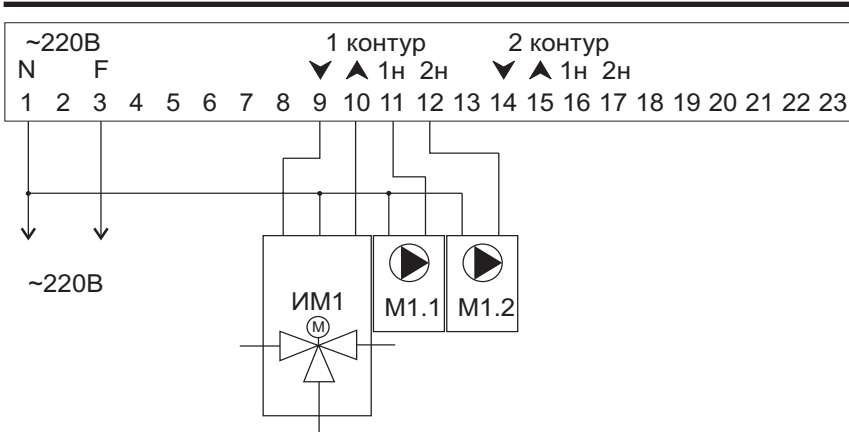 ~220В 1 контур 2 контур
N F 1н 2н 1н 2н
1 2 3 4 5 6 7 8 9 10 11 12 13 14 15 16 17 18 19 20 21 22 23
~220В
ИМ1 М1.1 М1.2
М